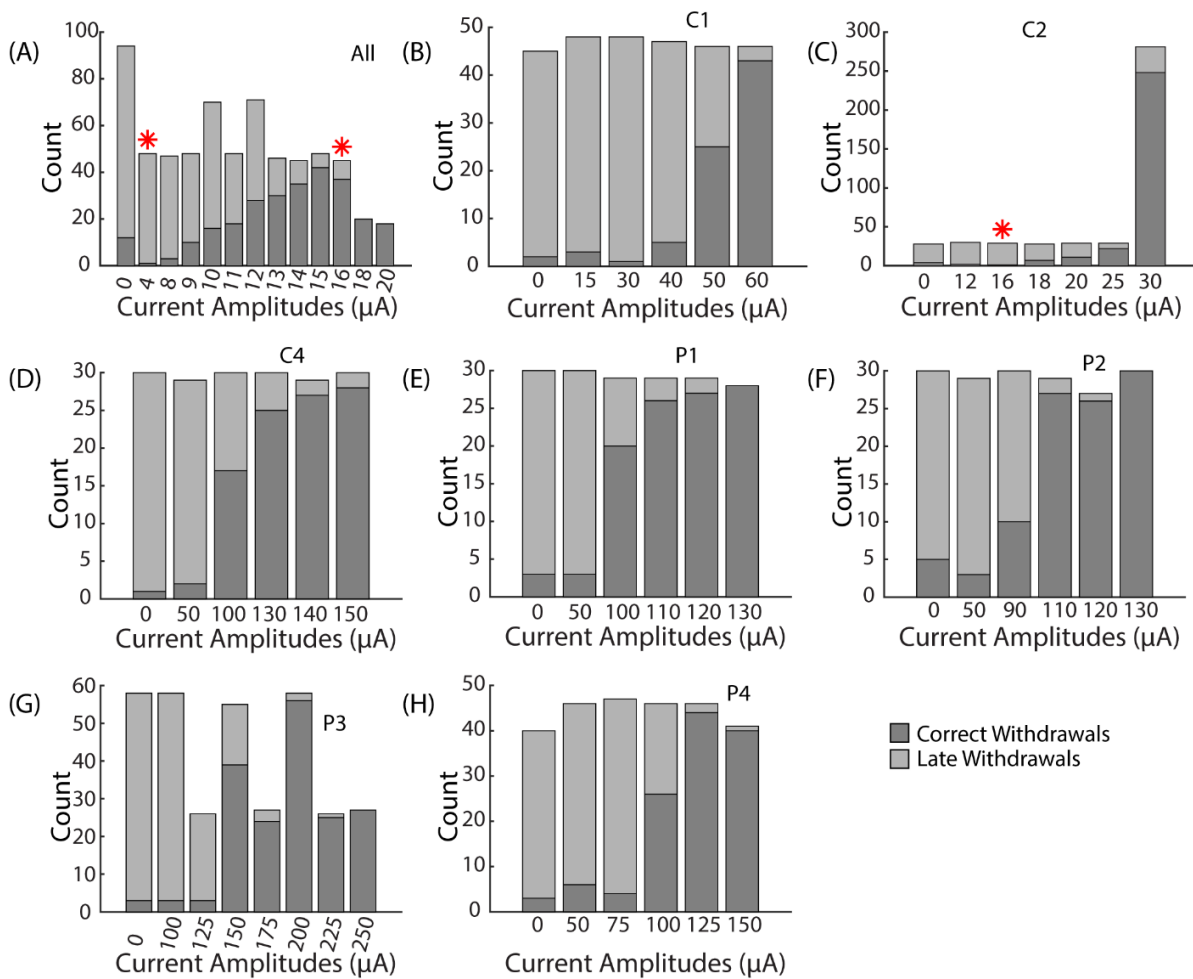 (A)
All
100
80
60
40
20
0
Count
0 4 8 9 10 11 12 13 14 15 16 18 20
Current Amplitudes (μA)
(B)
C1
50
40
30
20
10
0
Count
0 15 30 40 50 60
Current Amplitudes (μA)
(C)
C2
300
250
200
150
100
50
0
Count
0 12 16 18 20 25 30
Current Amplitudes (μA)
(D)
C4
30
25
20
15
10
5
0
Count
0 50 100 130 140 150
Current Amplitudes (μA)
(E)
P1
30
25
20
15
10
5
0
Count
0 50 100 110 120 130
Current Amplitudes (μA)
(F)
P2
30
25
20
15
10
5
0
Count
0 50 90 110 120 130
Current Amplitudes (μA)
(G)
P3
60
50
40
30
20
10
0
Count
0 100 125 150 175 200 225 250
Current Amplitudes (μA)
(H)
P4
50
40
30
20
10
0
Count
0 50 75 100 125 150
Current Amplitudes (μA)
Correct Withdrawals
Late Withdrawals